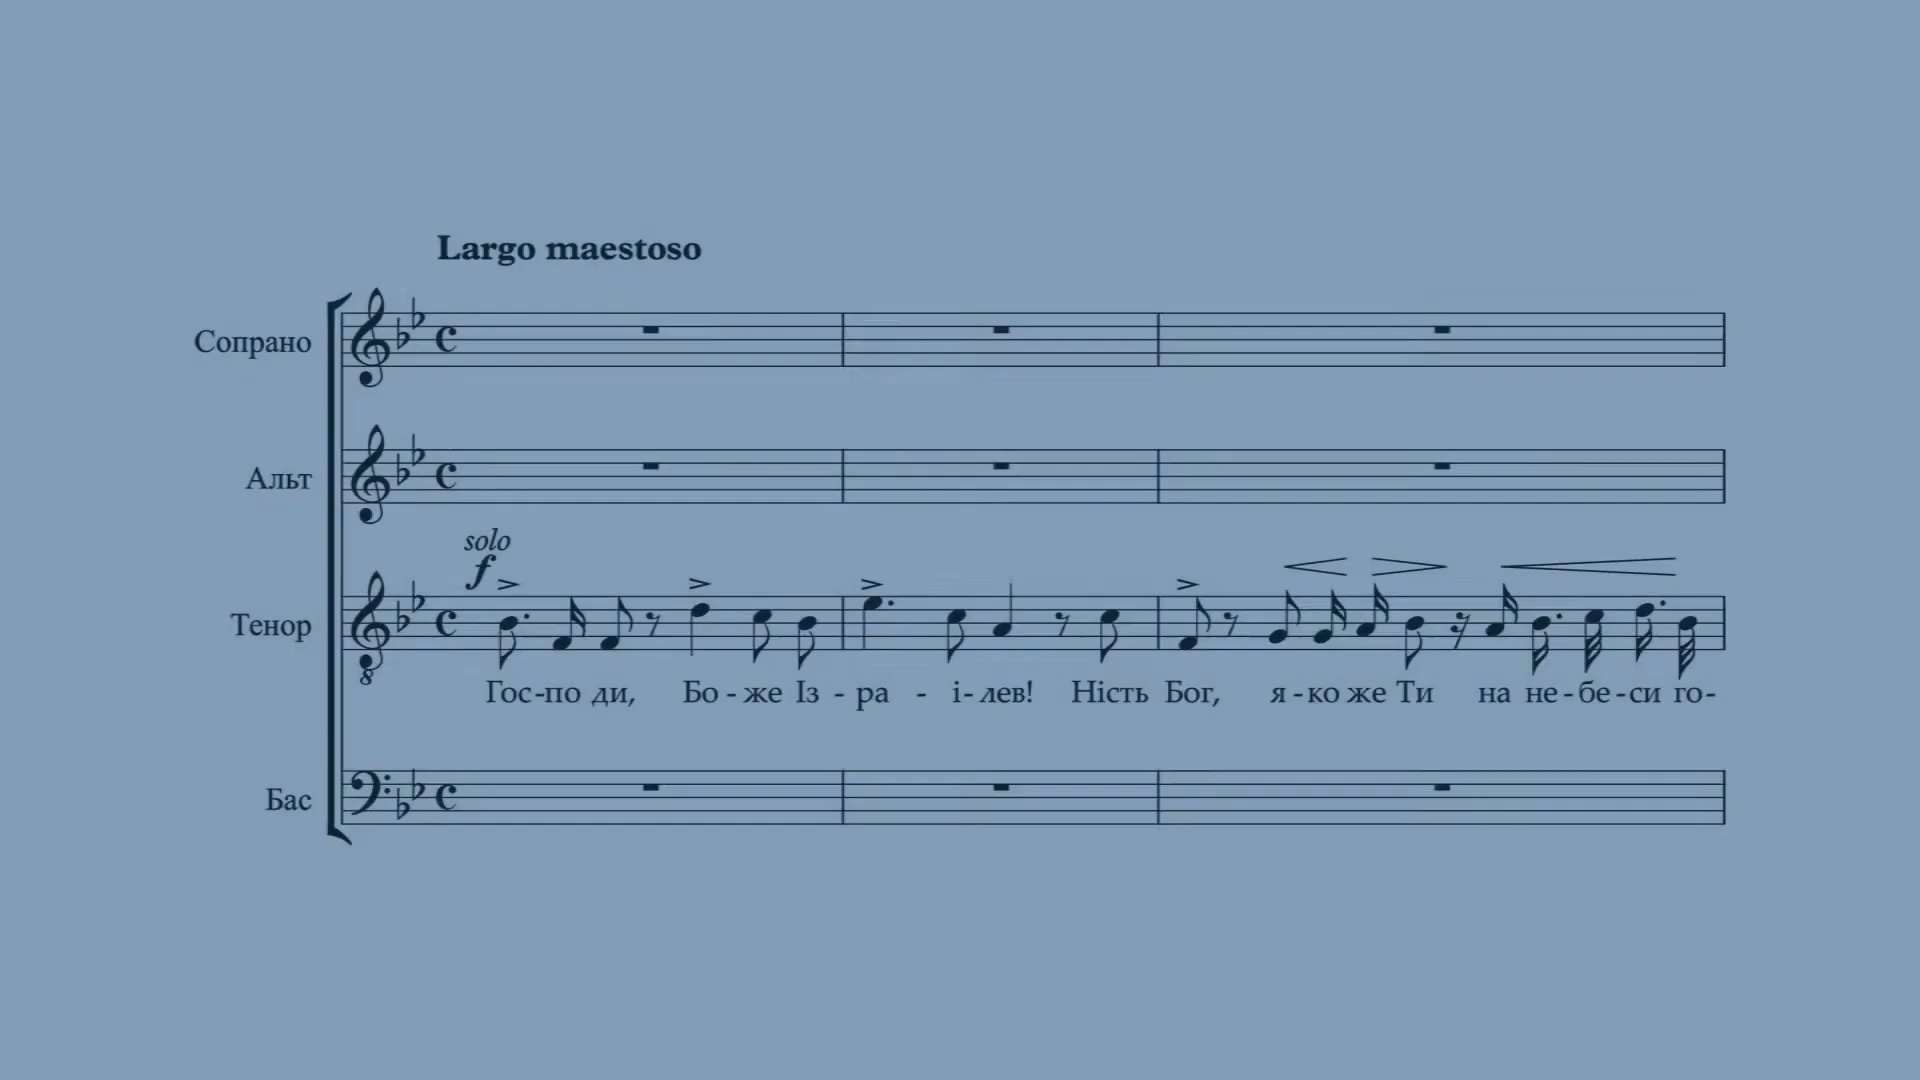 Largo maestoso
Сопрано
Альт
solo
f
Тенор
8
Гос-по ди, Бо - же Із - ра - і- лев! Ність Бог, я - ко же Ти на не - бе - си го-
Бас